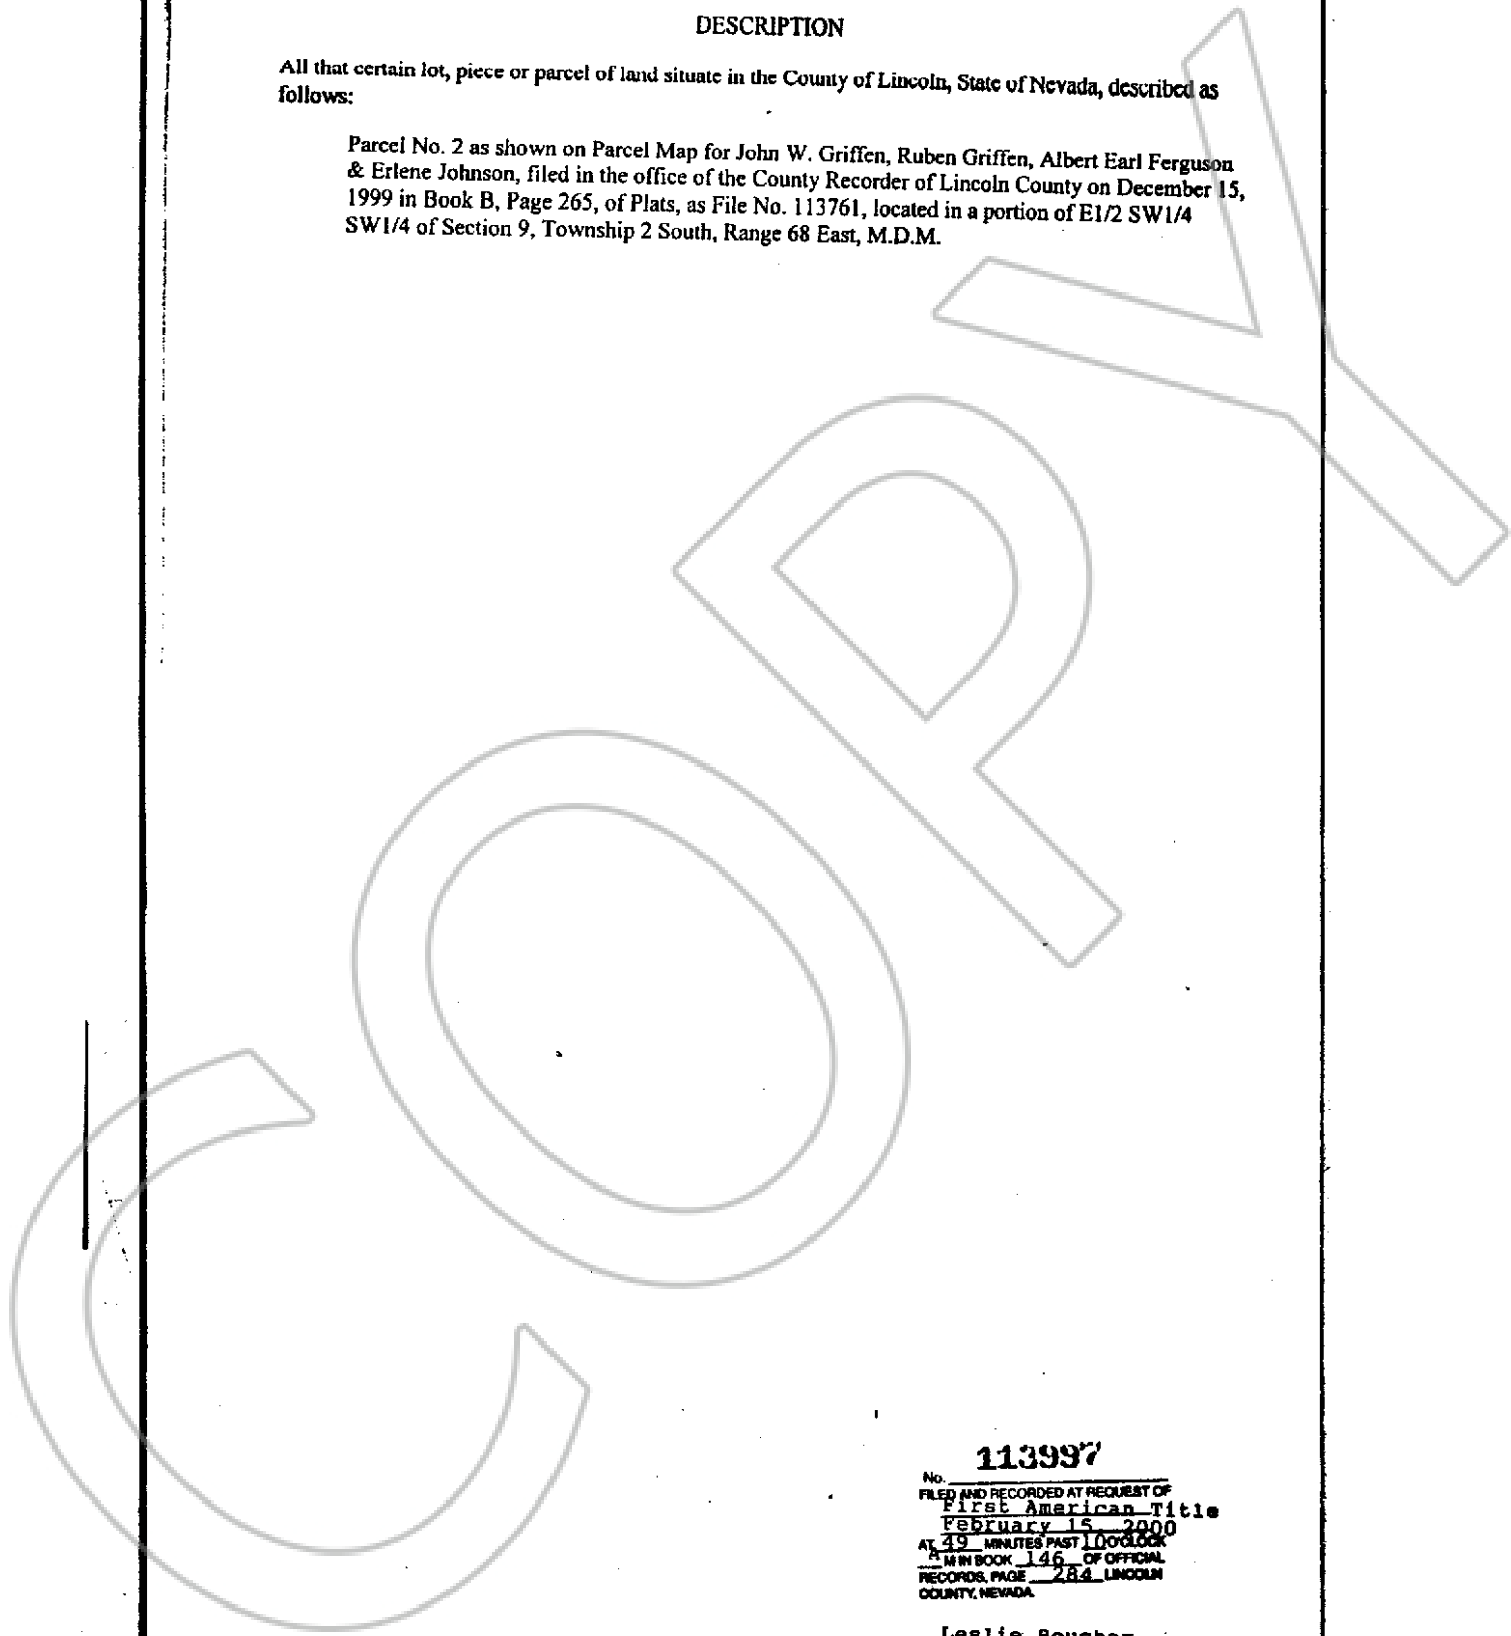 DESCRIPTION
All that certain lot, piece or parcel of land situate in the County of Lincoln, State of Nevada, described as
follows:
Parcel No. 2 as shown on Parcel Map for John W. Griffen, Ruben Griffen, Albert Earl Ferguson
& Erlene Johnson, filed in the office of the County Recorder of Lincoln County on December 15,
1999 in Book B, Page 265, of Plats, as File No. 113761, located in a portion of E1/2 SW1/4
SW1/4 of Section 9, Township 2 South, Range 68 East, M.D.M.
COPY
No. 113997
FILED AND RECORDED AT REQUEST OF
First American Title
February 15, 2000
AT 49 MINUTES PAST 10 O'CLOCK
A M IN BOOK 146 OF OFFICIAL
RECORDS, PAGE 284 LINCOLN
COUNTY, NEVADA.
Leslie